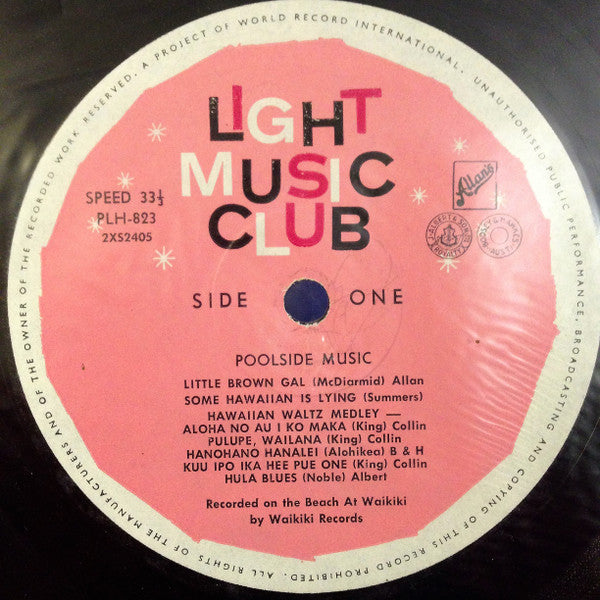 A PROJECT OF WORLD RECORD INTERNATIONAL. UNAUTHORISED PUBLIC PERFORMANCE, BROADCASTING AND COPYING OF THIS RECORD PROHIBITED. ALL RIGHTS OF THE MANUFACTURERS AND OF THE OWNER OF THE RECORDED WORK RESERVED.
LIGHT
MUSIC
CLUB
SPEED 33⅓
PLH-823
2XS2405
Allan's
J. ALBERT & SON
ROYALTY
SIDE ONE
POOLSIDE MUSIC
LITTLE BROWN GAL (McDiarmid) Allan
SOME HAWAIIAN IS LYING (Summers)
HAWAIIAN WALTZ MEDLEY —
ALOHA NO AU I KO MAKA (King) Collin
PULUPE, WAILANA (King) Collin
HANOHANO HANALEI (Alohikea) B & H
KUU IPO IKA HEE PUE ONE (King) Collin
HULA BLUES (Noble) Albert
Recorded on the Beach At Waikiki
by Waikiki Records